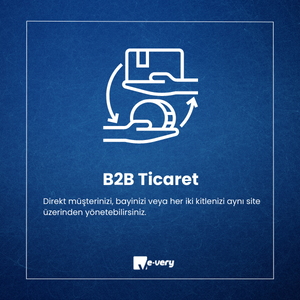 B2B Ticaret
Direkt müşterinizi, bayinizi veya her iki kitlenizi aynı site
üzerinden yönetebilirsiniz.
e-very